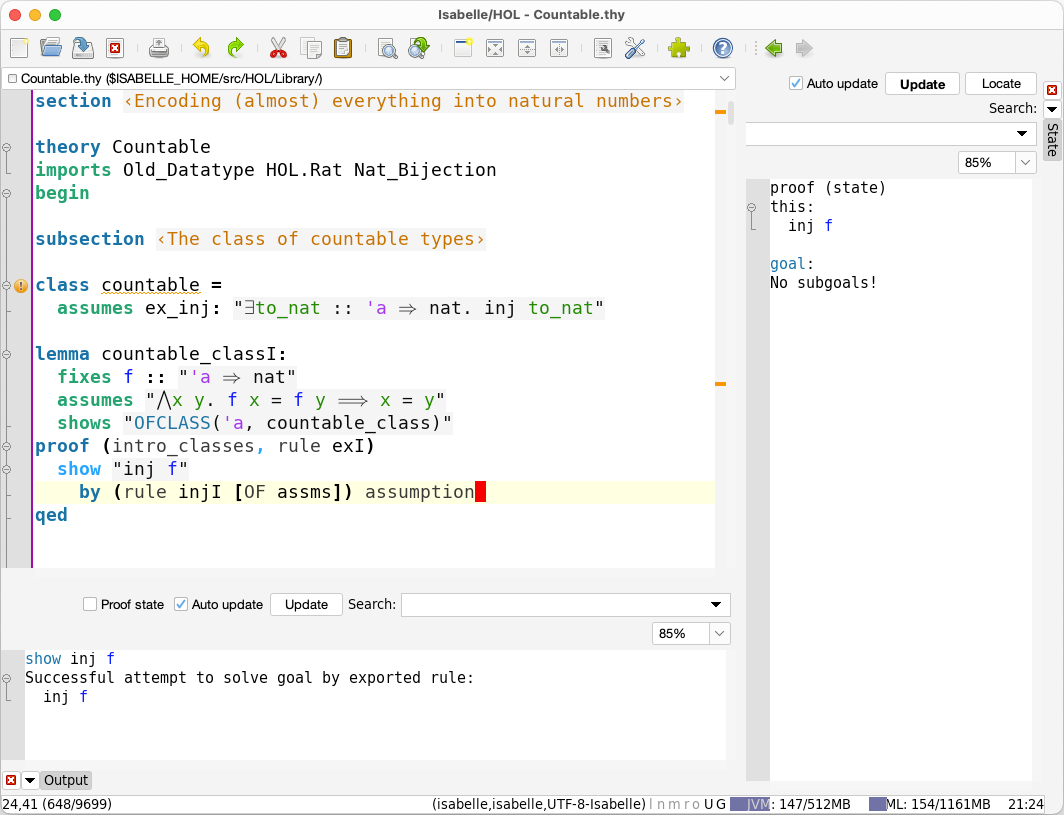 Isabelle/HOL - Countable.thy
Countable.thy ($ISABELLE_HOME/src/HOL/Library/)
section ‹Encoding (almost) everything into natural numbers›
theory Countable
imports Old_Datatype HOL.Rat Nat_Bijection
begin
subsection ‹The class of countable types›
class countable =
assumes ex_inj: "∃to_nat :: 'a ⇒ nat. inj to_nat"
lemma countable_classI:
fixes f :: "'a ⇒ nat"
assumes "⋀x y. f x = f y ⟹ x = y"
shows "OFCLASS('a, countable_class)"
proof (intro_classes, rule exI)
show "inj f"
by (rule injI [OF assms]) assumption
qed
Auto update Update Locate
Search:
85%
State
proof (state)
this:
inj f
goal:
No subgoals!
Proof state Auto update Update Search:
85%
show inj f
Successful attempt to solve goal by exported rule:
inj f
Output
24,41 (648/9699) (isabelle,isabelle,UTF-8-Isabelle) l n m r o U G JVM: 147/512MB ML: 154/1161MB 21:24